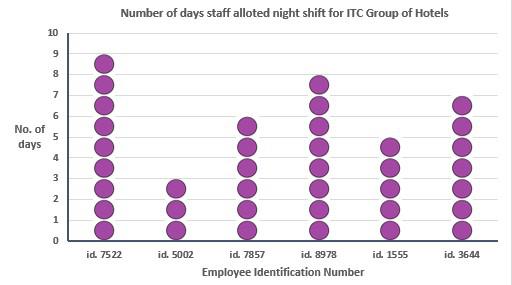 Number of days staff alloted night shift for ITC Group of Hotels
10
9
8
7
6
5
4
3
2
1
0
No. of
days
id. 7522 id. 5002 id. 7857 id. 8978 id. 1555 id. 3644
Employee Identification Number